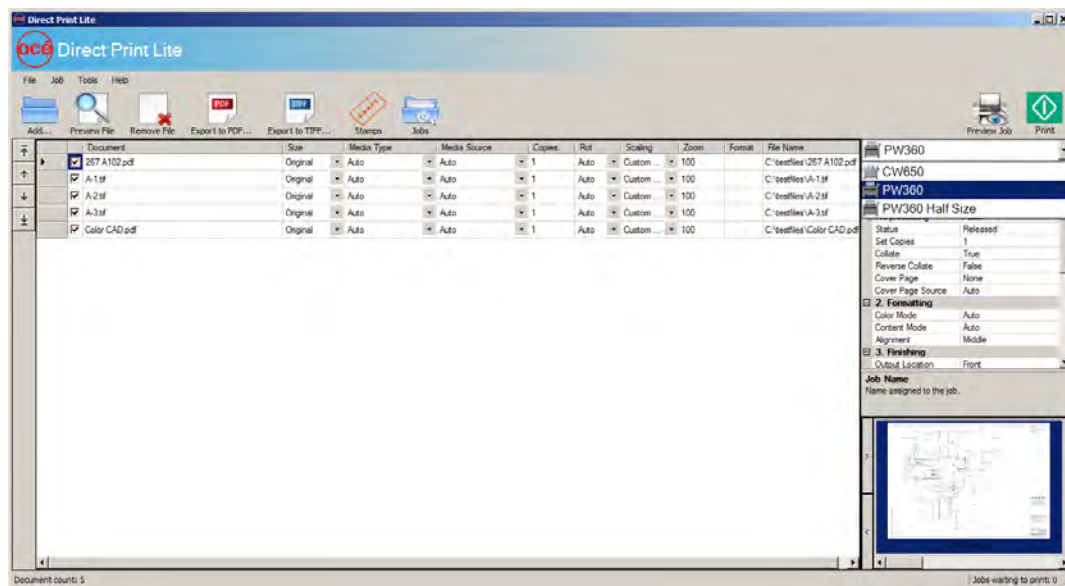 Direct Print Lite
océ Direct Print Lite
File Job Tools Help
Add... Preview File Remove File Export to PDF... Export to TIFF... Stamps Jobs Preview Job Print
Document Size Media Type Media Source Copies Rot Scaling Zoom Format File Name
267 A102.pdf Original Auto Auto 1 Auto Custom ... 100 C:\testfiles\267 A102.pdf
A-1.tif Original Auto Auto 1 Auto Custom ... 100 C:\testfiles\A-1.tif
A-2.tif Original Auto Auto 1 Auto Custom ... 100 C:\testfiles\A-2.tif
A-3.tif Original Auto Auto 1 Auto Custom ... 100 C:\testfiles\A-3.tif
Color CAD.pdf Original Auto Auto 1 Auto Custom ... 100 C:\testfiles\Color CAD.pdf
PW360
CW650
PW360
PW360 Half Size
Status Released
Set Copies 1
Collate True
Reverse Collate False
Cover Page None
Cover Page Source Auto
2. Formatting
Color Mode Auto
Content Mode Auto
Alignment Middle
3. Finishing
Output Location Front
Job Name
Name assigned to the job.
Document count: 5
Jobs waiting to print: 0